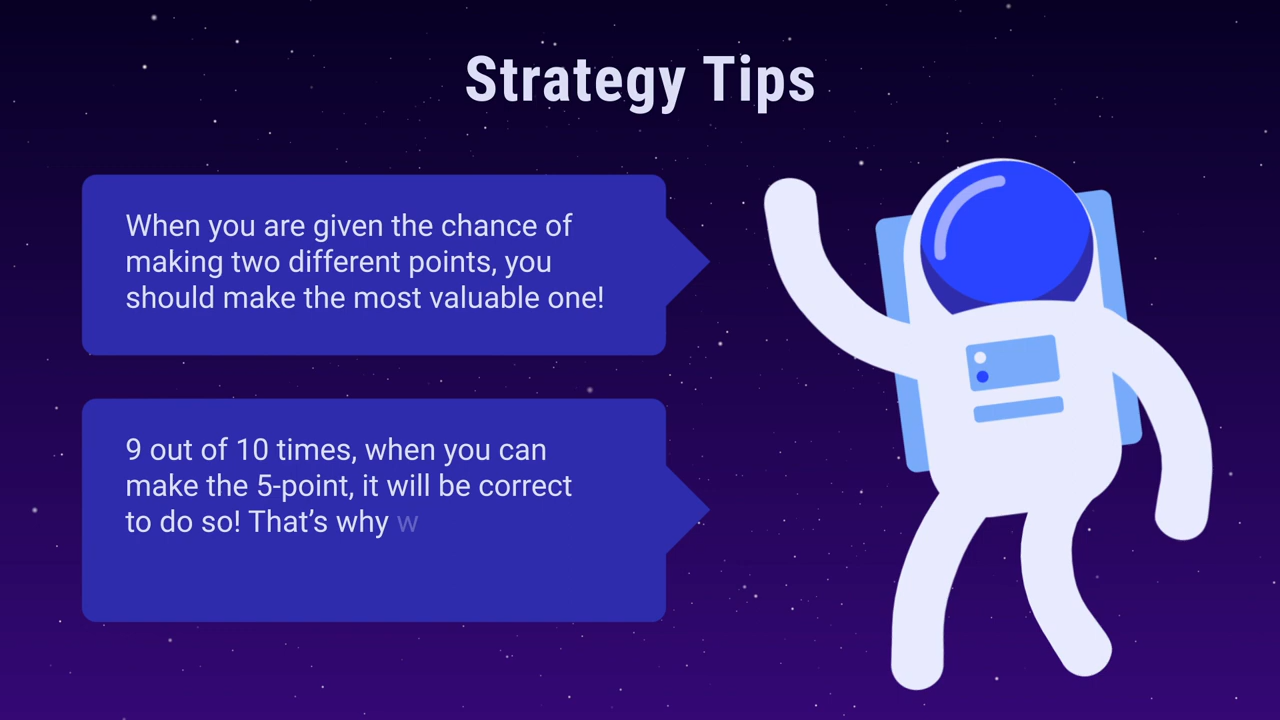 Strategy Tips
When you are given the chance of
making two different points, you
should make the most valuable one!
9 out of 10 times, when you can
make the 5-point, it will be correct
to do so! That’s why w